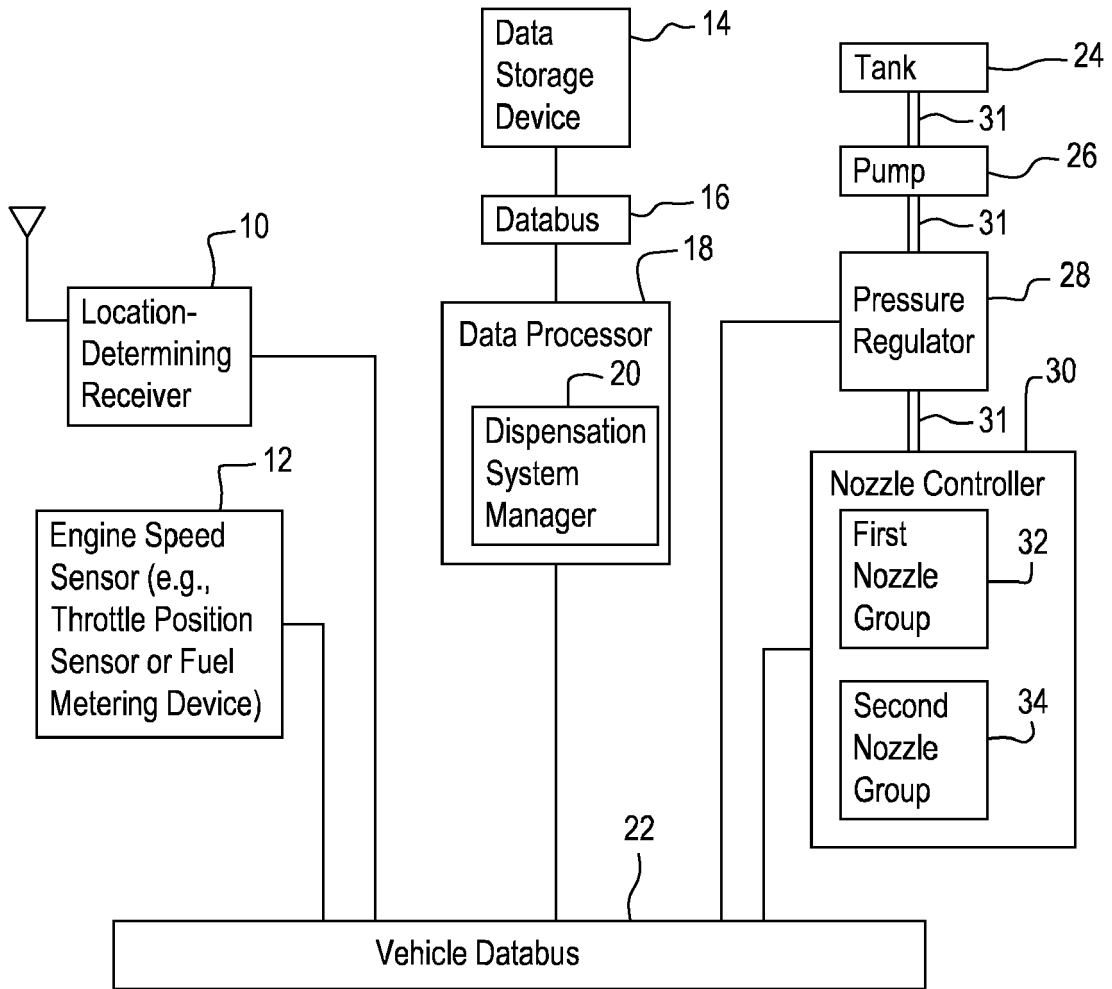 Data
Storage
Device
14
Databus
16
10
Location-
Determining
Receiver
12
Engine Speed
Sensor (e.g.,
Throttle Position
Sensor or Fuel
Metering Device)
18
Data Processor
20
Dispensation
System
Manager
Tank
24
31
Pump
26
31
Pressure
Regulator
28
31
30
Nozzle Controller
First
Nozzle
Group
32
Second
Nozzle
Group
34
22
Vehicle Databus